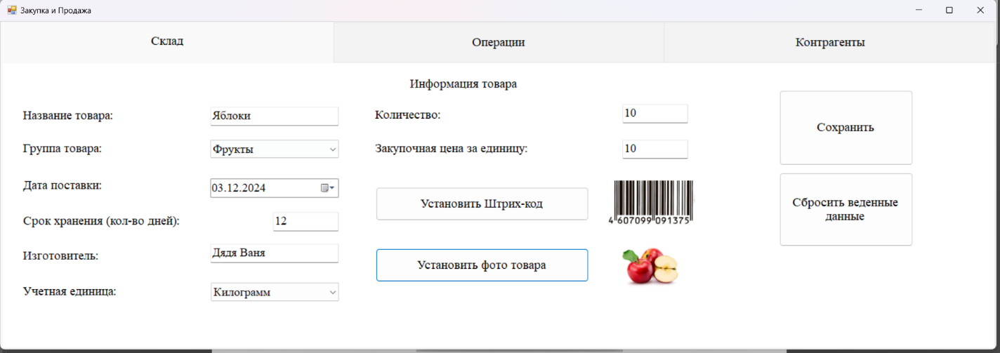 Закупка и Продажа
Склад
Операции
Контрагенты
Информация товара
Название товара:
Яблоки
Группа товара:
Фрукты
Дата поставки:
03.12.2024
Срок хранения (кол-во дней):
12
Изготовитель:
Дядя Ваня
Учетная единица:
Килограмм
Количество:
10
Закупочная цена за единицу:
10
Установить Штрих-код
4 607099 091375
Установить фото товара
Сохранить
Сбросить веденные
данные